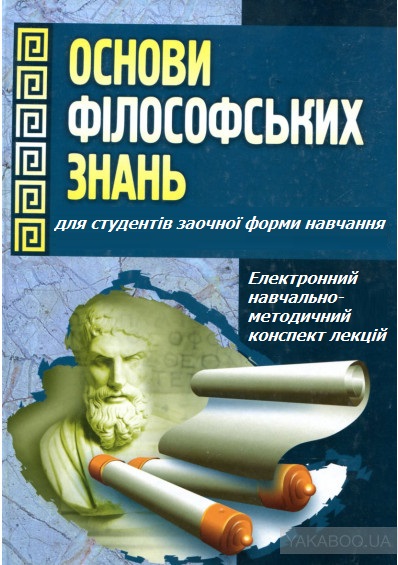 ОСНОВИ
ФІЛОСОФСЬКИХ
ЗНАНЬ
для студентів заочної форми навчання
Електронний
навчально-
методичний
конспект лекцій
YAKABOO.UA